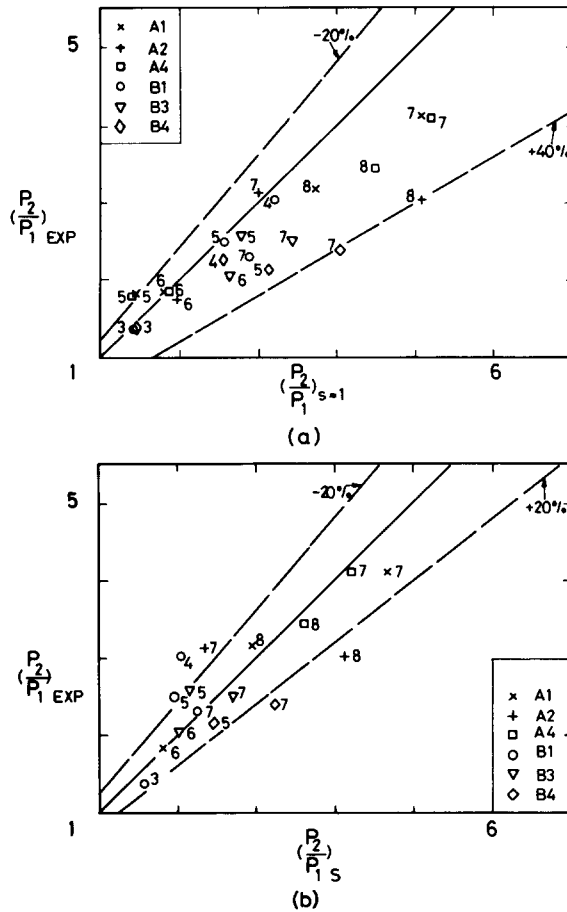 5
× A1
+ A2
□ A4
○ B1
▽ B3
◇ B4
-20%
7 × □ 7
8 □
+40%
7 +
4 ○
8 ×
8 +
5 ○ ▽ 5
7 ▽
7 ○
4 ◇
5 ◇
7 ◇
▽ 6
6
6
5 □ × 5
3 3
(P2/P1) EXP
1
6
(P2/P1) s=1
(a)
5
-20%
+20%
□ 7 × 7
4
+ 7
× 8
8
+ 8
5
5
▽ 7
7
5
◇ 7
6
× 6
3 ○
× A1
+ A2
□ A4
○ B1
▽ B3
◇ B4
(P2/P1) EXP
1
6
(P2/P1) S
(b)